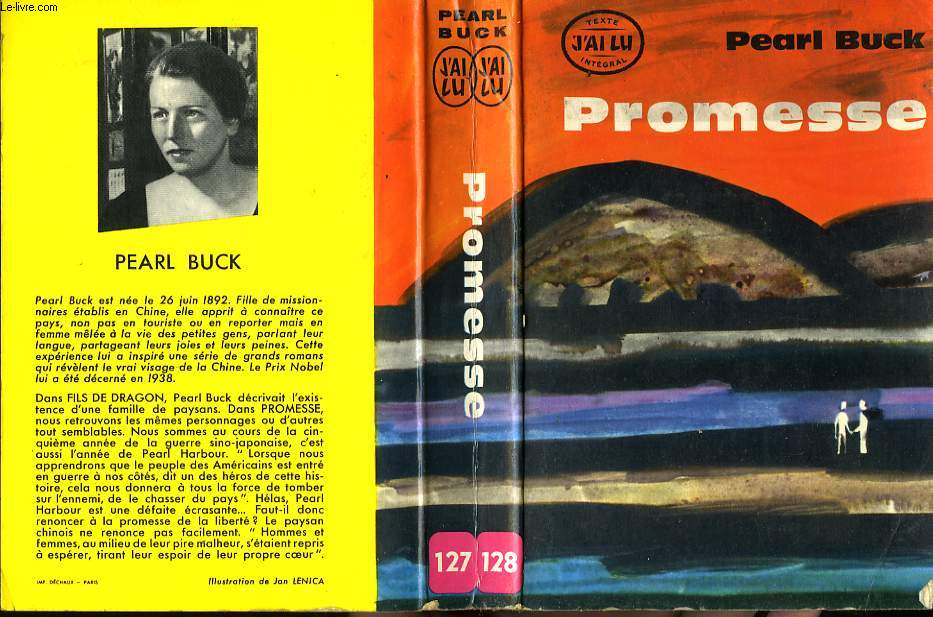 Le-livre.com
PEARL BUCK
Pearl Buck est née le 26 juin 1892. Fille de mission-
naires établis en Chine, elle apprit à connaître ce
pays, non pas en touriste ou en reporter mais en
femme mêlée à la vie des petites gens, parlant leur
langue, partageant leurs joies et leurs peines. Cette
expérience lui a inspiré une série de grands romans
qui révèlent le vrai visage de la Chine. Le Prix Nobel
lui a été décerné en 1938.
Dans FILS DE DRAGON, Pearl Buck décrivait l'exis-
tence d'une famille de paysans. Dans PROMESSE,
nous retrouvons les mêmes personnages ou d'autres
tout semblables. Nous sommes au cours de la cin-
quième année de la guerre sino-japonaise, c'est
aussi l'année de Pearl Harbour. " Lorsque nous
apprendrons que le peuple des Américains est entré
en guerre à nos côtés, dit un des héros de cette his-
toire, cela nous donnera à tous la force de tomber
sur l'ennemi, de le chasser du pays". Hélas, Pearl
Harbour est une défaite écrasante... Faut-il donc
renoncer à la promesse de la liberté ? Le paysan
chinois ne renonce pas facilement. " Hommes et
femmes, au milieu de leur pire malheur, s'étaient repris
à espérer, tirant leur espoir de leur propre cœur".
IMP DÉCHAUX – PARIS
Illustration de Jan LENICA
PEARL
BUCK
J'AI
LU
J'AI
LU
Promesse
127
128
TEXTE
J'AI LU
INTÉGRAL
Pearl Buck
Promesse